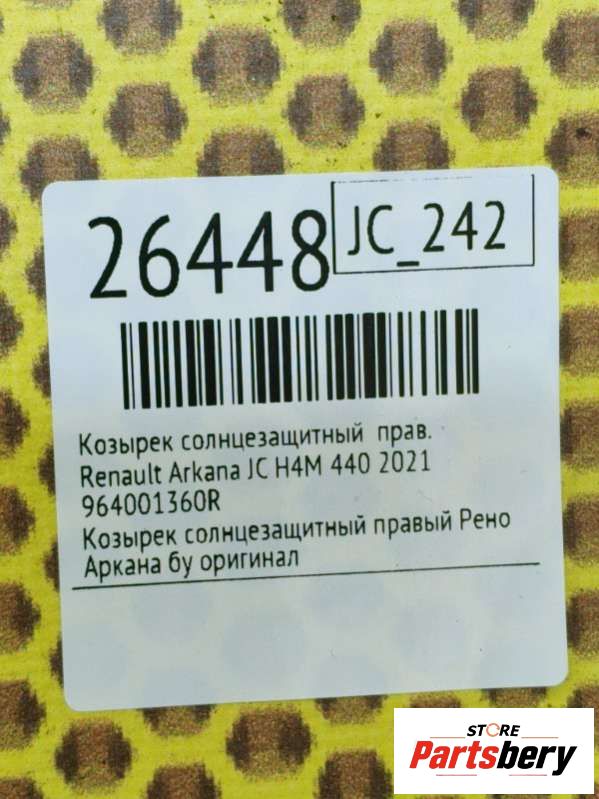 26448
JC_242
Козырек солнцезащитный прав.
Renault Arkana JC H4M 440 2021
964001360R
Козырек солнцезащитный правый Рено
Аркана бу оригинал
STORE
Partsbery